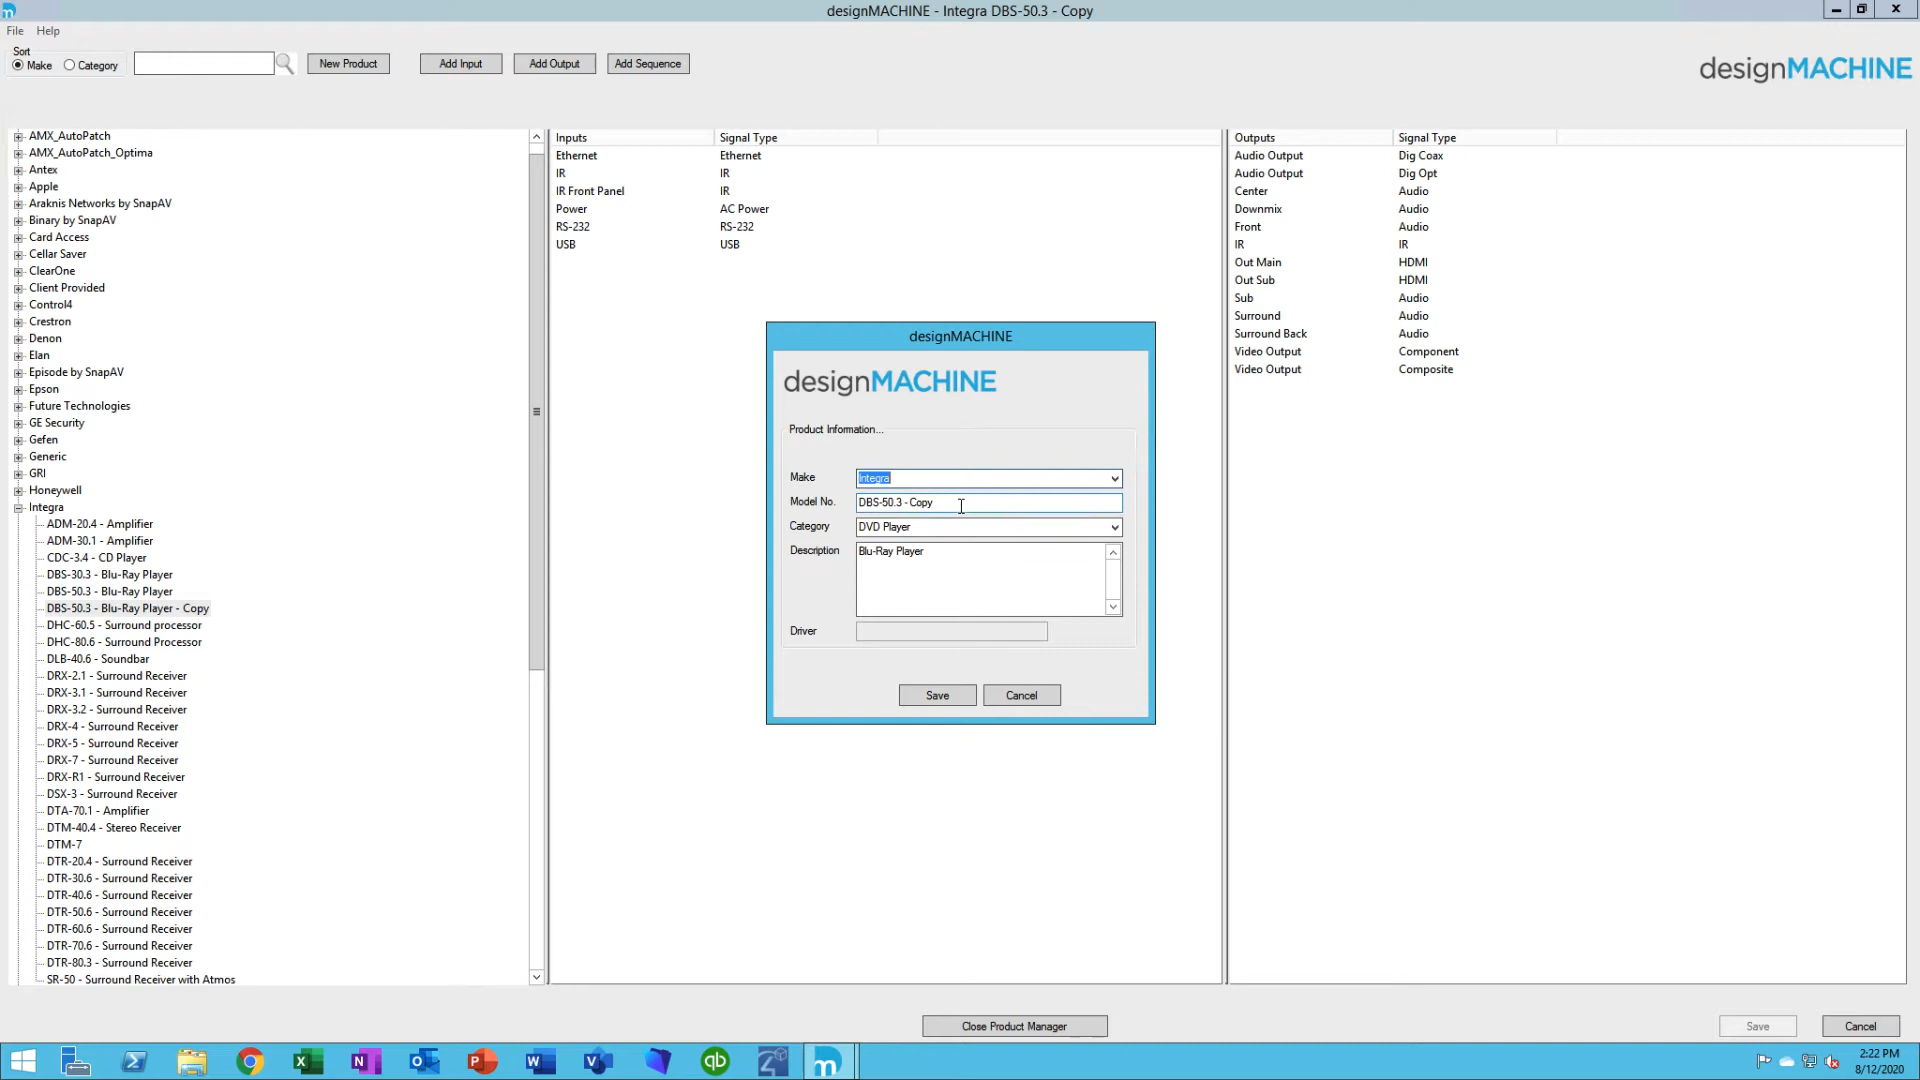 designMACHINE - Integra DBS-50.3 - Copy
File Help
Sort
Make Category New Product Add Input Add Output Add Sequence
designMACHINE
AMX_AutoPatch
AMX_AutoPatch_Optima
Antex
Apple
Araknis Networks by SnapAV
Binary by SnapAV
Card Access
Cellar Saver
ClearOne
Client Provided
Control4
Crestron
Denon
Elan
Episode by SnapAV
Epson
Future Technologies
GE Security
Gefen
Generic
GRI
Honeywell
Integra
ADM-20.4 - Amplifier
ADM-30.1 - Amplifier
CDC-3.4 - CD Player
DBS-30.3 - Blu-Ray Player
DBS-50.3 - Blu-Ray Player
DBS-50.3 - Blu-Ray Player - Copy
DHC-60.5 - Surround processor
DHC-80.6 - Surround Processor
DLB-40.6 - Soundbar
DRX-2.1 - Surround Receiver
DRX-3.1 - Surround Receiver
DRX-3.2 - Surround Receiver
DRX-4 - Surround Receiver
DRX-5 - Surround Receiver
DRX-7 - Surround Receiver
DRX-R1 - Surround Receiver
DSX-3 - Surround Receiver
DTA-70.1 - Amplifier
DTM-40.4 - Stereo Receiver
DTM-7
DTR-20.4 - Surround Receiver
DTR-30.6 - Surround Receiver
DTR-40.6 - Surround Receiver
DTR-50.6 - Surround Receiver
DTR-60.6 - Surround Receiver
DTR-70.6 - Surround Receiver
DTR-80.3 - Surround Receiver
SR-50 - Surround Receiver with Atmos
Inputs Signal Type
Ethernet Ethernet
IR IR
IR Front Panel IR
Power AC Power
RS-232 RS-232
USB USB
Outputs Signal Type
Audio Output Dig Coax
Audio Output Dig Opt
Center Audio
Downmix Audio
Front Audio
IR IR
Out Main HDMI
Out Sub HDMI
Sub Audio
Surround Audio
Surround Back Audio
Video Output Component
Video Output Composite
designMACHINE
designMACHINE
Product Information...
Make Integra
Model No. DBS-50.3 - Copy
Category DVD Player
Description Blu-Ray Player
Driver
Save Cancel
Close Product Manager Save Cancel
2:22 PM
8/12/2020